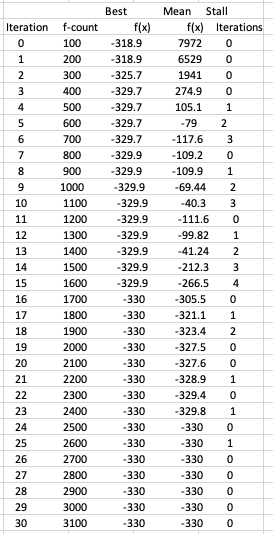 Best Mean Stall
Iteration f-count f(x) f(x) Iterations
0 100 -318.9 7972 0
1 200 -318.9 6529 0
2 300 -325.7 1941 0
3 400 -329.7 274.9 0
4 500 -329.7 105.1 1
5 600 -329.7 -79 2
6 700 -329.7 -117.6 3
7 800 -329.9 -109.2 0
8 900 -329.9 -109.9 1
9 1000 -329.9 -69.44 2
10 1100 -329.9 -40.3 3
11 1200 -329.9 -111.6 0
12 1300 -329.9 -99.82 1
13 1400 -329.9 -41.24 2
14 1500 -329.9 -212.3 3
15 1600 -329.9 -266.5 4
16 1700 -330 -305.5 0
17 1800 -330 -321.1 1
18 1900 -330 -323.4 2
19 2000 -330 -327.5 0
20 2100 -330 -327.6 0
21 2200 -330 -328.9 1
22 2300 -330 -329.4 0
23 2400 -330 -329.8 1
24 2500 -330 -330 0
25 2600 -330 -330 1
26 2700 -330 -330 0
27 2800 -330 -330 0
28 2900 -330 -330 0
29 3000 -330 -330 0
30 3100 -330 -330 0